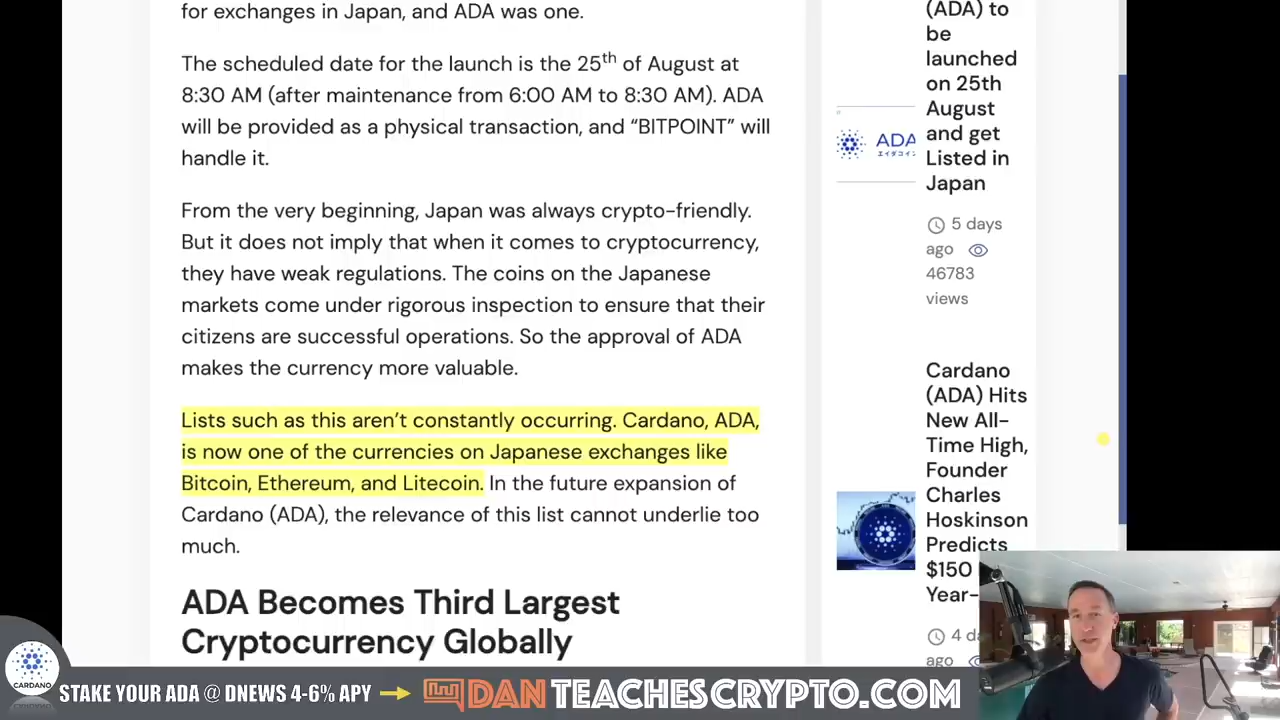 for exchanges in Japan, and ADA was one.
The scheduled date for the launch is the 25th of August at
8:30 AM (after maintenance from 6:00 AM to 8:30 AM). ADA
will be provided as a physical transaction, and “BITPOINT” will
handle it.
From the very beginning, Japan was always crypto-friendly.
But it does not imply that when it comes to cryptocurrency,
they have weak regulations. The coins on the Japanese
markets come under rigorous inspection to ensure that their
citizens are successful operations. So the approval of ADA
makes the currency more valuable.
Lists such as this aren’t constantly occurring. Cardano, ADA,
is now one of the currencies on Japanese exchanges like
Bitcoin, Ethereum, and Litecoin. In the future expansion of
Cardano (ADA), the relevance of this list cannot underlie too
much.
ADA Becomes Third Largest
Cryptocurrency Globally
(ADA) to
be
launched
on 25th
August
and get
Listed in
Japan
ADA
エイダコイン
5 days
ago
46783
views
Cardano
(ADA) Hits
New All-
Time High,
Founder
Charles
Hoskinson
Predicts
$150
Year-
4 da
ago
CARDANO
STAKE YOUR ADA @ DNEWS 4-6% APY
DANTEACHESCRYPTO.COM